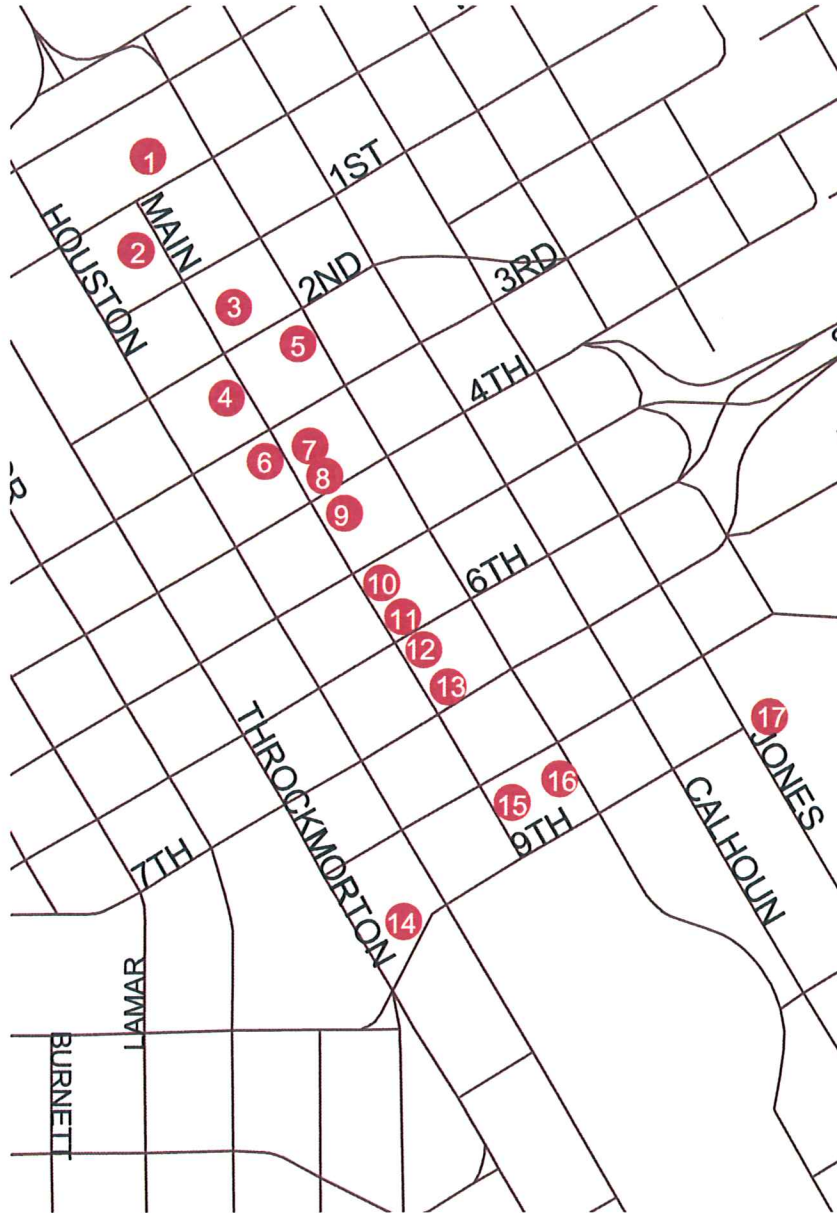 1
1ST
MAIN
HOUSTON
2
2ND
3RD
3
5
4
4TH
6
7
8
9
10
6TH
11
12
13
THROCKMORTON
17
JONES
16
15
9TH
CALHOUN
7TH
14
LAMAR
BURNETT